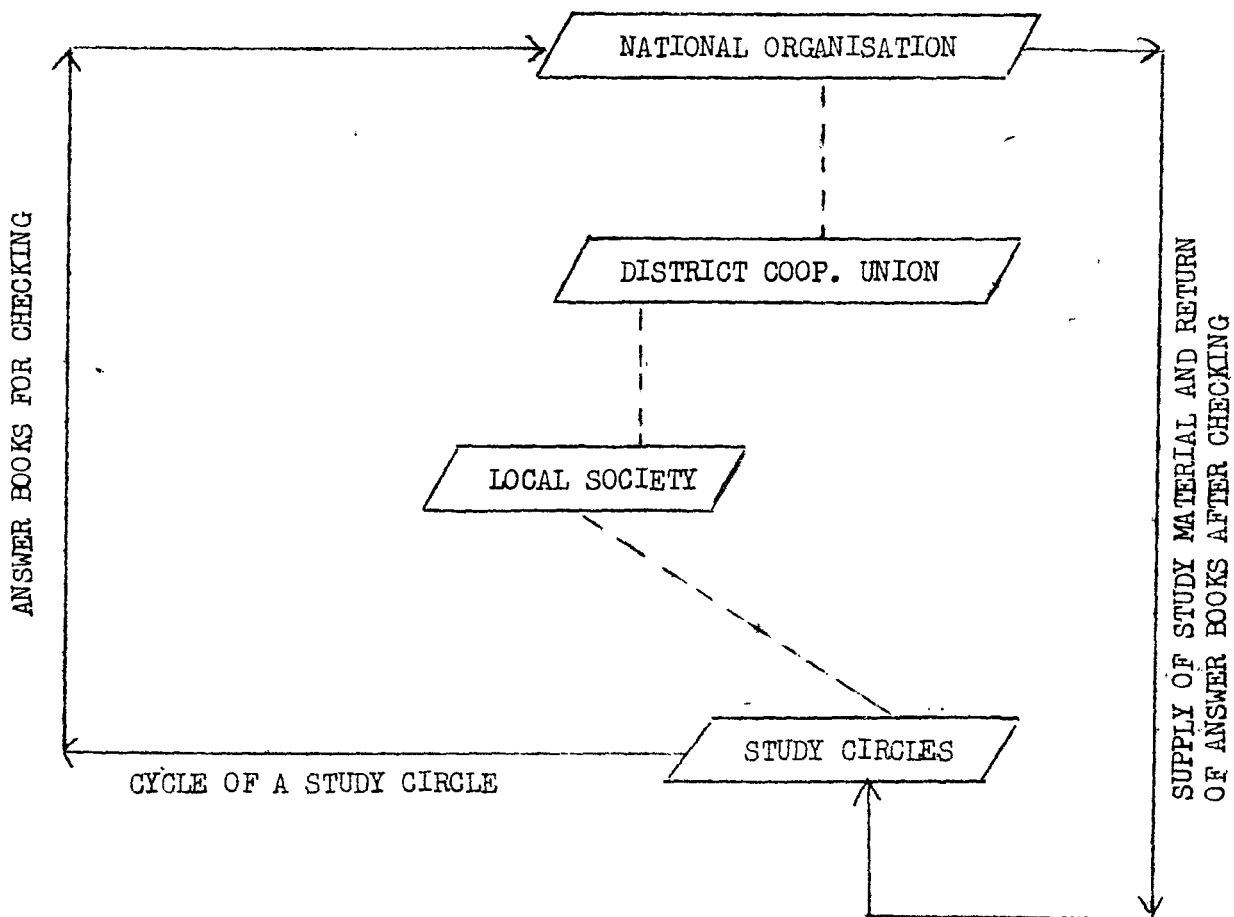 NATIONAL ORGANISATION
DISTRICT COOP. UNION
LOCAL SOCIETY
STUDY CIRCLES
CYCLE OF A STUDY CIRCLE
ANSWER BOOKS FOR CHECKING
SUPPLY OF STUDY MATERIAL AND RETURN
OF ANSWER BOOKS AFTER CHECKING